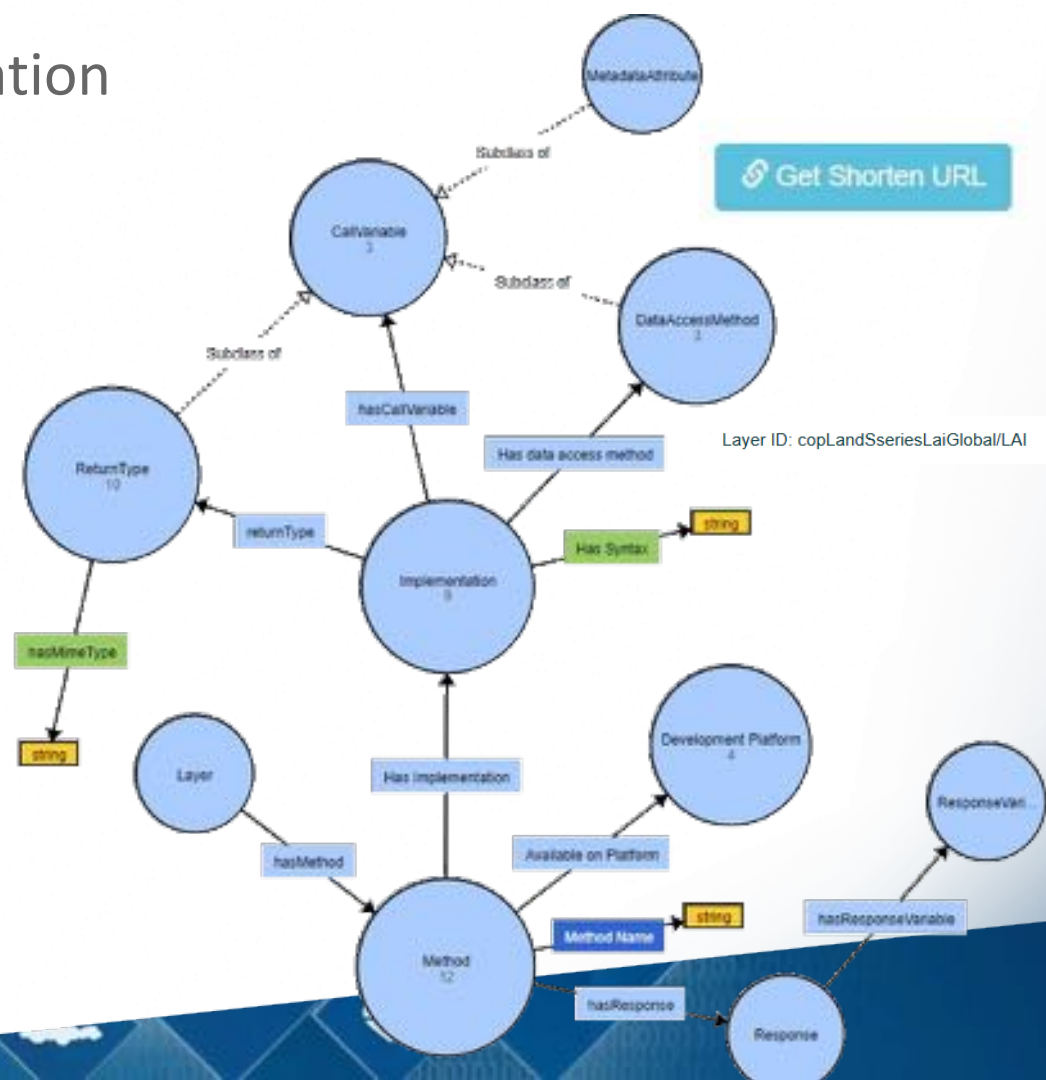 ation
MetadataAttribute
Subclass of
Get Shorten URL
CallVariable
Subclass of
DataAccessMethod
3
Subclass of
hasCallVariable
Has data access method
Layer ID: copLandSseriesLaiGlobal/LAI
ReturnType
10
returnType
string
Has Syntax
Implementation
9
hasMimeType
string
Layer
Has Implementation
Development Platform
4
ResponseVari...
hasMethod
Available on Platform
string
hasResponseVariable
Method Name
Method
12
hasResponse
Response